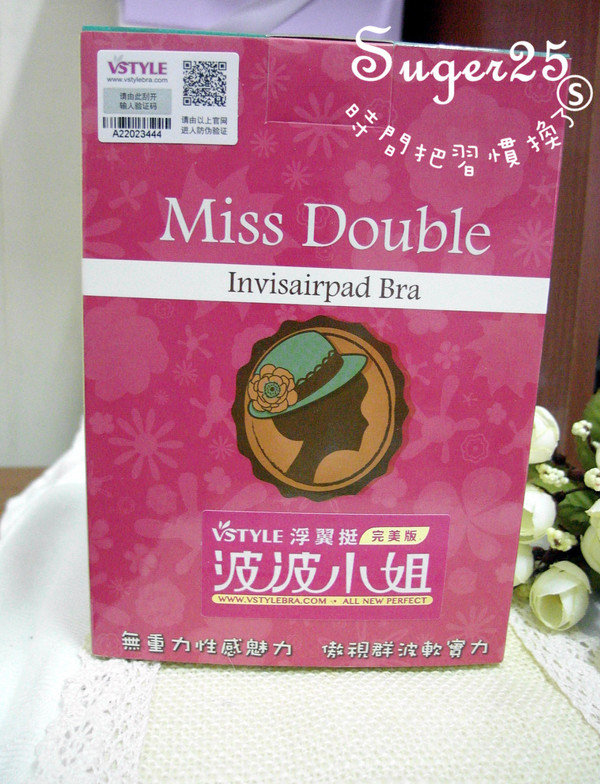 Suger25
時間把習慣換了
S
VSTYLE
www.vstylebra.com
请由此刮开
输入验证码
A22023444
请由以上官网
进入防伪验证
Miss Double
Invisairpad Bra
VSTYLE 浮翼挺 完美版
波波小姐
WWW.VSTYLEBRA.COM · ALL NEW PERFECT
無重力性感魅力 傲視群波軟實力